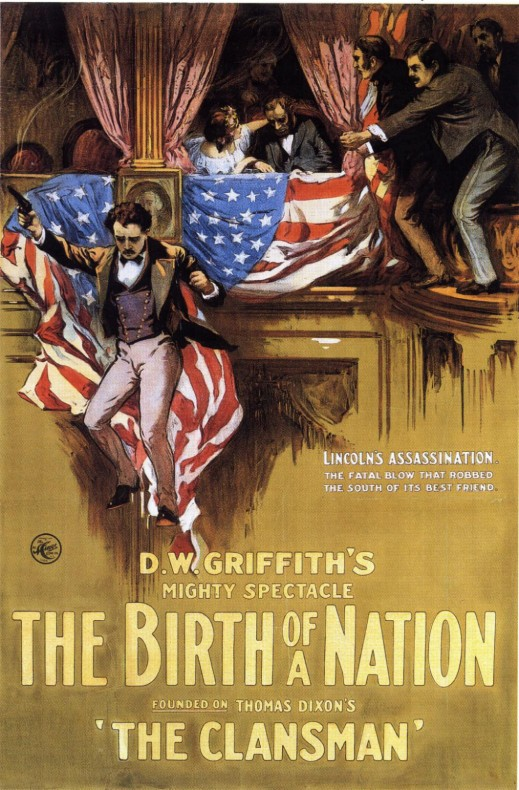 LINCOLN'S ASSASSINATION.
THE FATAL BLOW THAT ROBBED
THE SOUTH OF ITS BEST FRIEND.
D.W. GRIFFITH'S
MIGHTY SPECTACLE
THE BIRTH OF A NATION
FOUNDED ON THOMAS DIXON'S
'THE CLANSMAN'